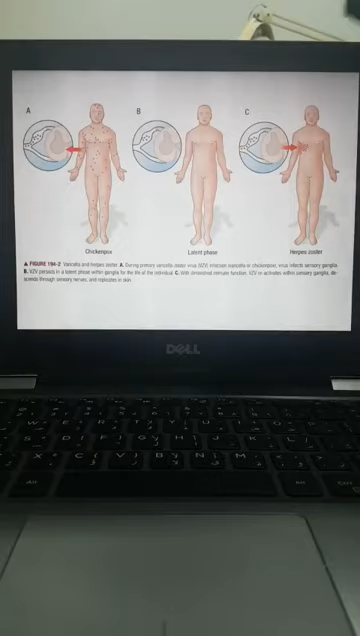 A
B
C
Chickenpox
Latent phase
Herpes zoster
▲ FIGURE 194-2 Varicella and herpes zoster. A. During primary varicella-zoster virus (VZV) infection (varicella or chickenpox), virus infects sensory ganglia.
B. VZV persists in a latent phase within ganglia for the life of the individual. C. With diminished immune function, VZV re activates within sensory ganglia, de-
scends through sensory nerves, and replicates in skin.
DELL
W E R T Y U I O P
S D F G H J K L
X C V B N M
Alt
Alt